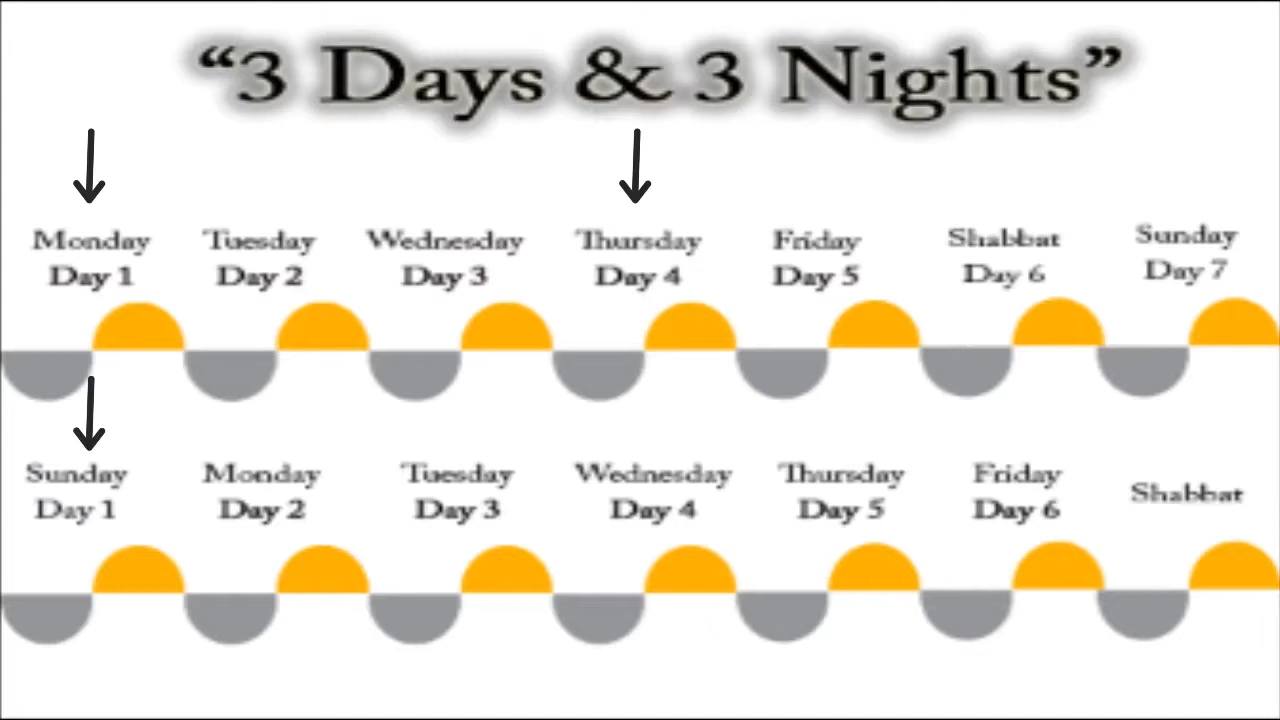 “3 Days & 3 Nights”
Monday Tuesday Wednesday Thursday Friday Shabbat Sunday
Day 1 Day 2 Day 3 Day 4 Day 5 Day 6 Day 7
Sunday Monday Tuesday Wednesday Thursday Friday Shabbat
Day 1 Day 2 Day 3 Day 4 Day 5 Day 6